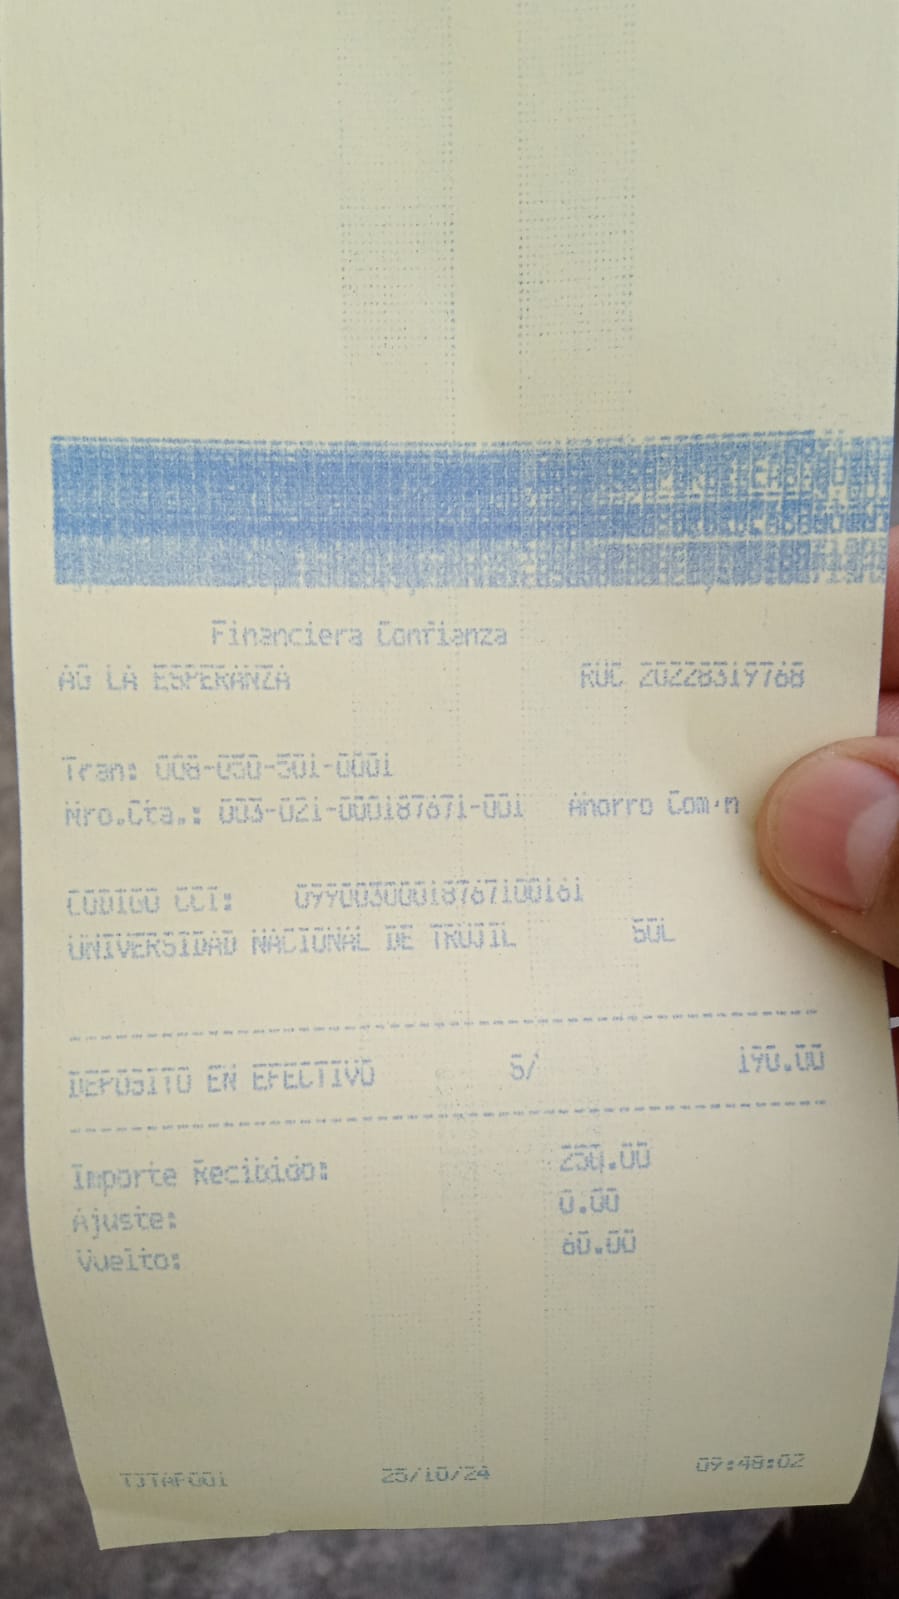 Financiera Confianza
AG LA ESPERANZA RUC 20228319768
Tran: 008-050-501-0001
Nro.Cta.: 003-021-000187671-001 Ahorro Com·n
CODIGO CCI: 09900300018767100161
UNIVERSIDAD NACIONAL DE TRUJIL SOL
DEPOSITO EN EFECTIVO S/ 190.00
Importe Recibido: 250.00
Ajuste: 0.00
Vuelto: 60.00
TJTAF001 25/10/24 09:48:02